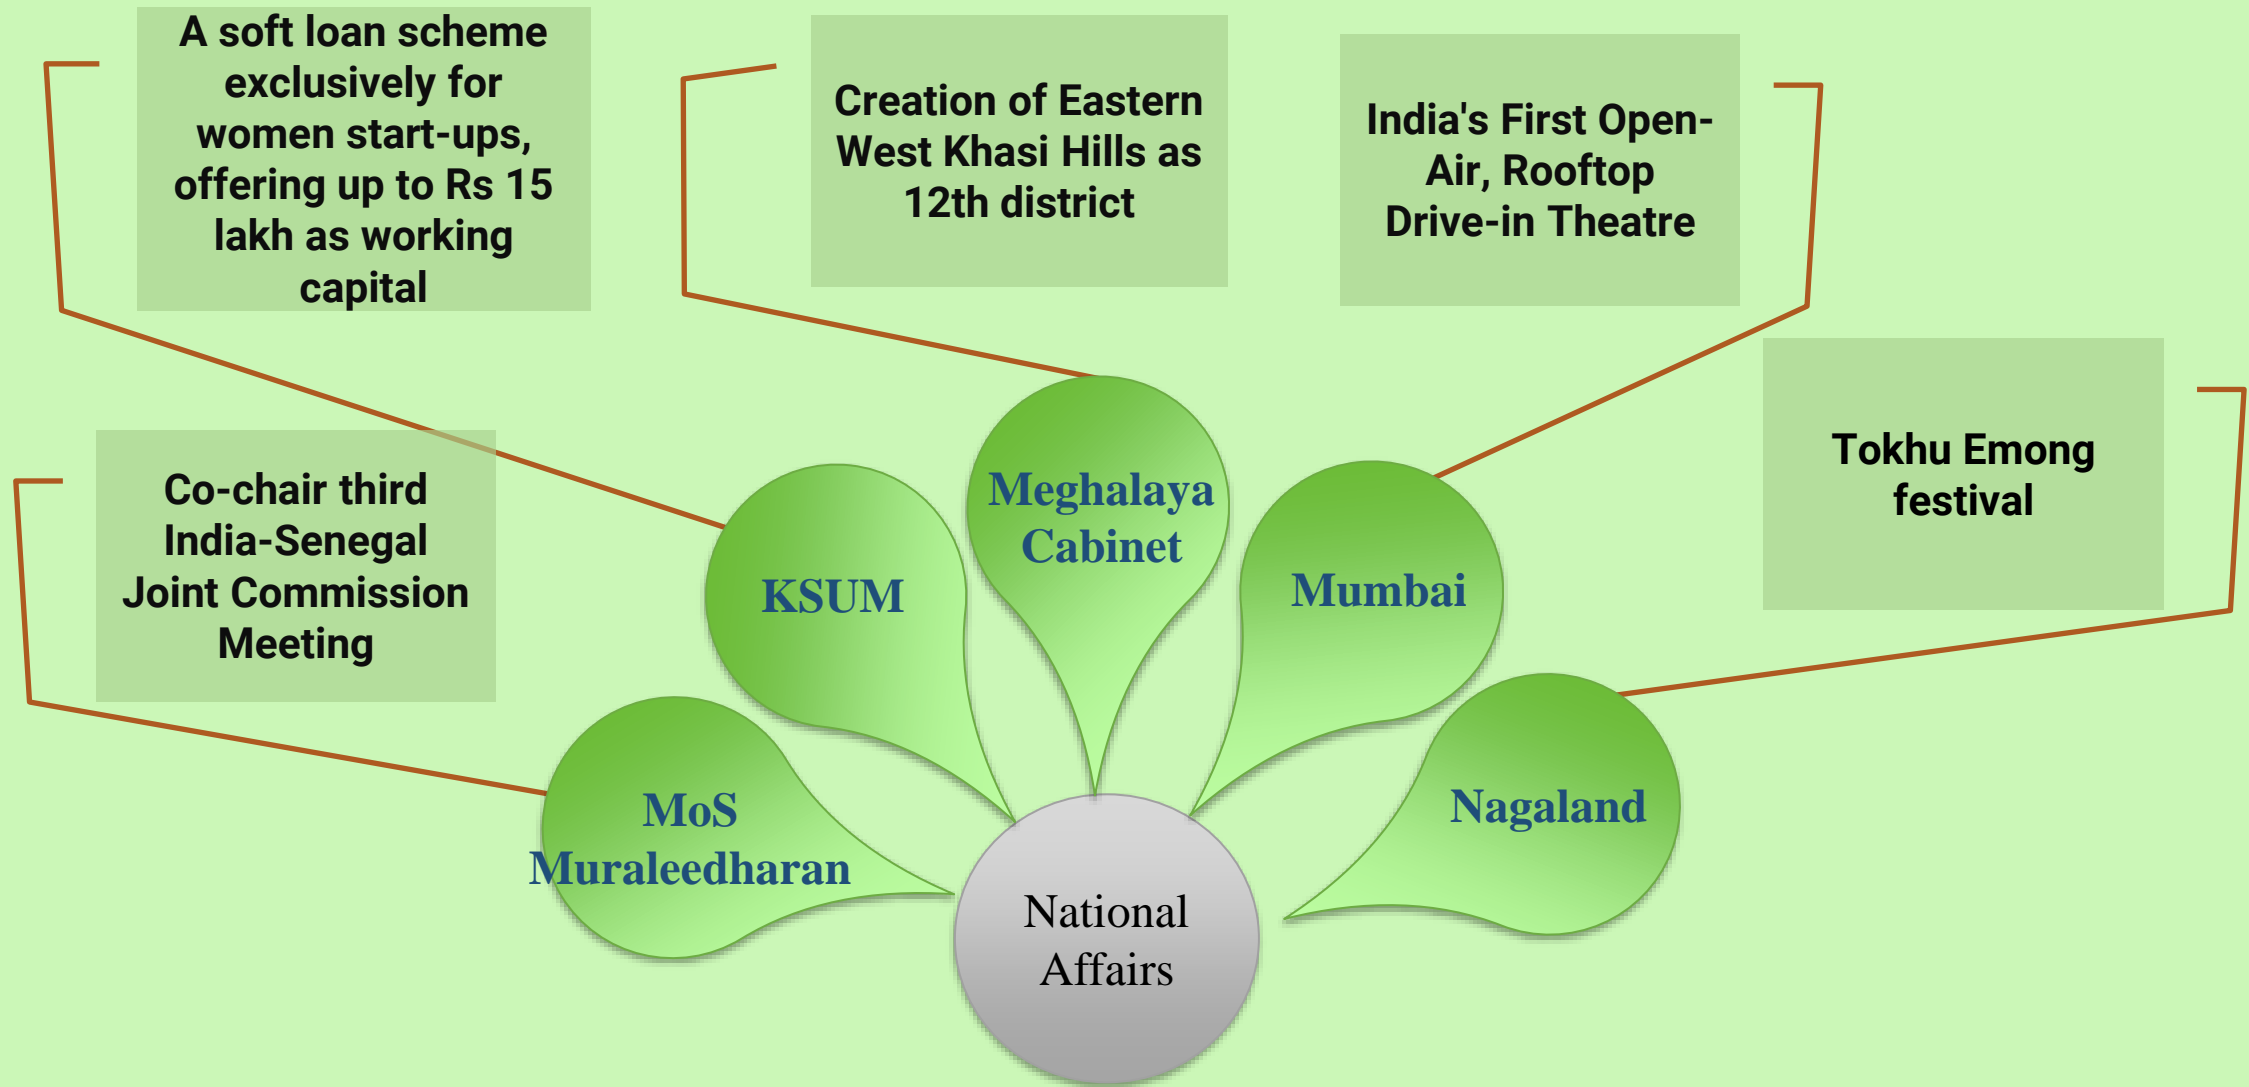 A soft loan scheme
exclusively for
women start-ups,
offering up to Rs 15
lakh as working
capital
Creation of Eastern
West Khasi Hills as
12th district
India's First Open-
Air, Rooftop
Drive-in Theatre
Tokhu Emong
festival
Co-chair third
India-Senegal
Joint Commission
Meeting
KSUM
Meghalaya
Cabinet
Mumbai
MoS
Muraleedharan
Nagaland
National
Affairs